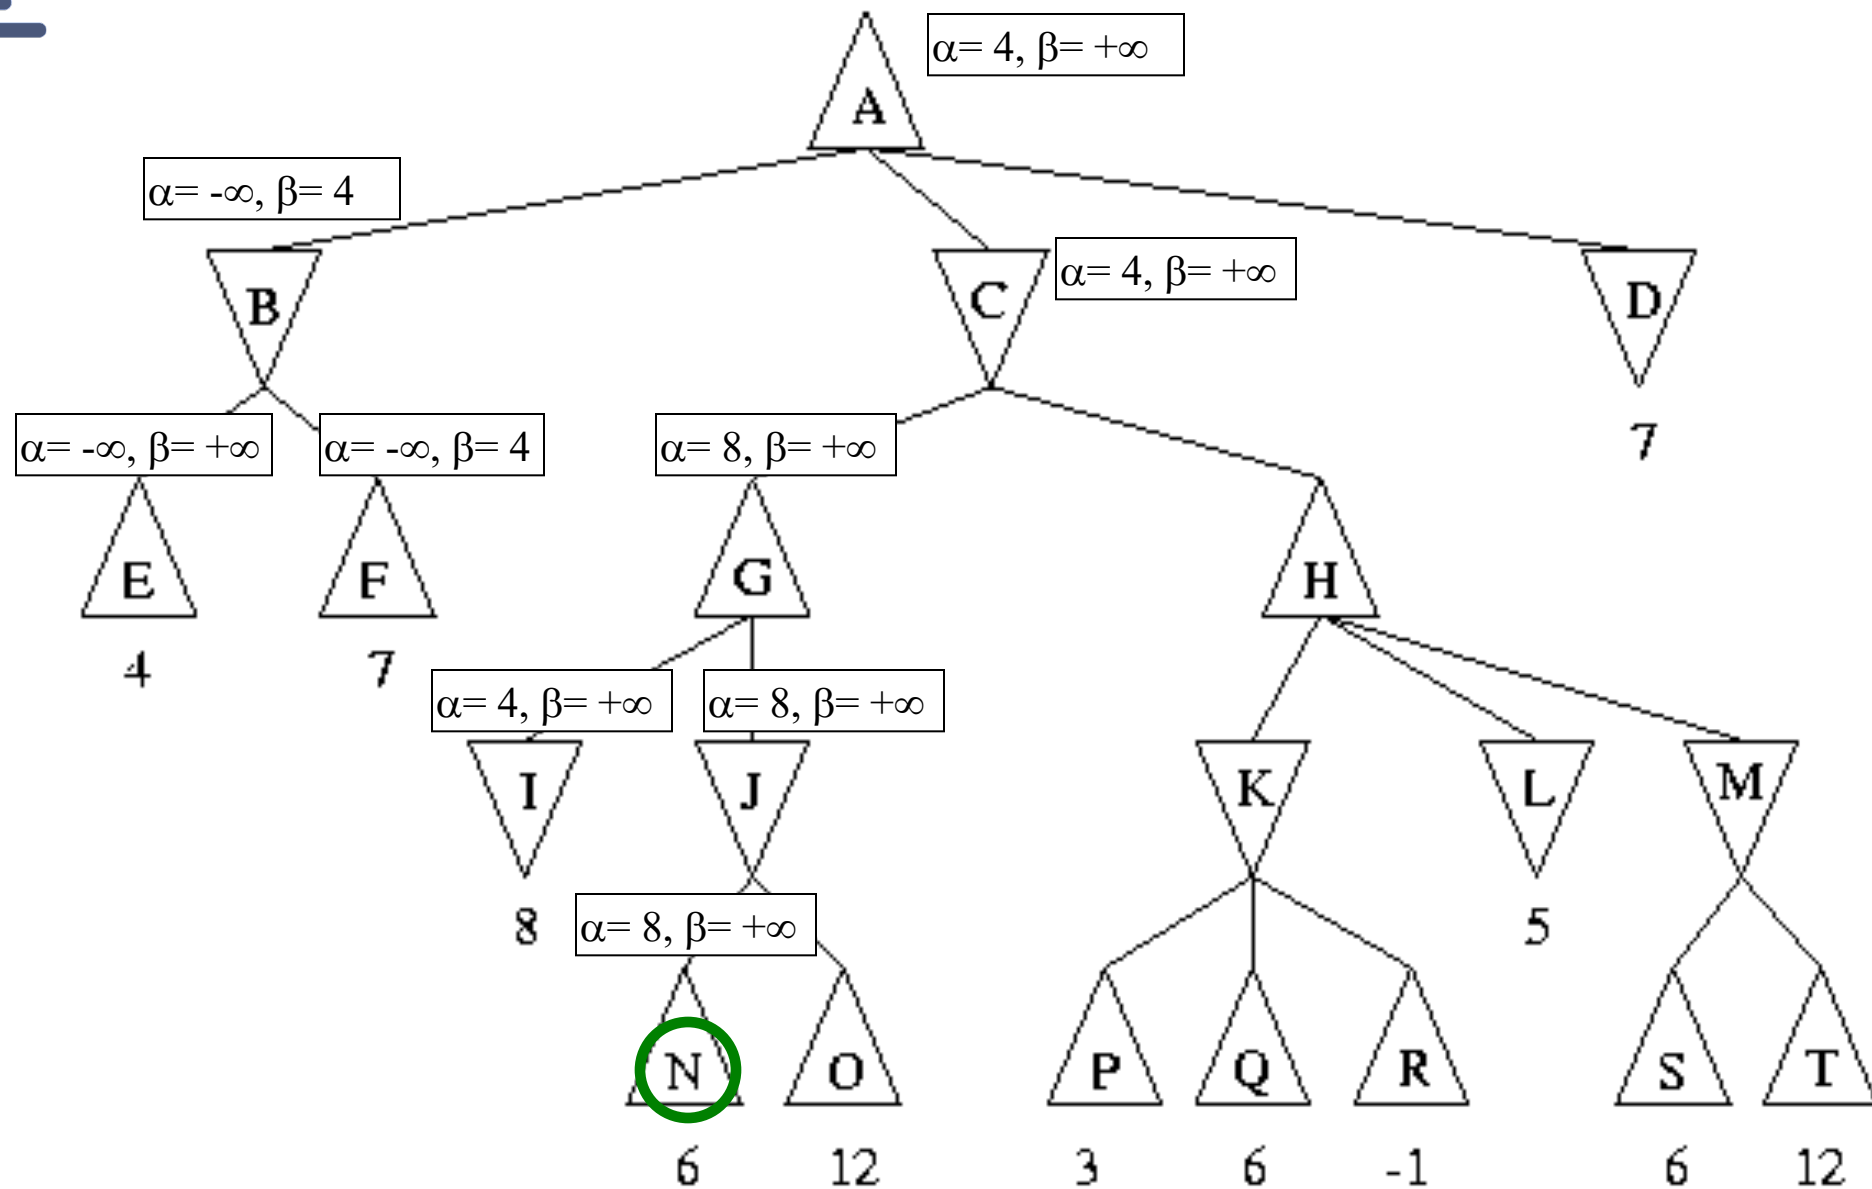 α= 4, β= +∞
A
α= -∞, β= 4
B
C
α= 4, β= +∞
D
α= -∞, β= +∞
α= -∞, β= 4
α= 8, β= +∞
7
E
F
G
H
4
7
α= 4, β= +∞
α= 8, β= +∞
I
J
K
L
M
8
α= 8, β= +∞
5
N
O
P
Q
R
S
T
6
12
3
6
-1
6
12